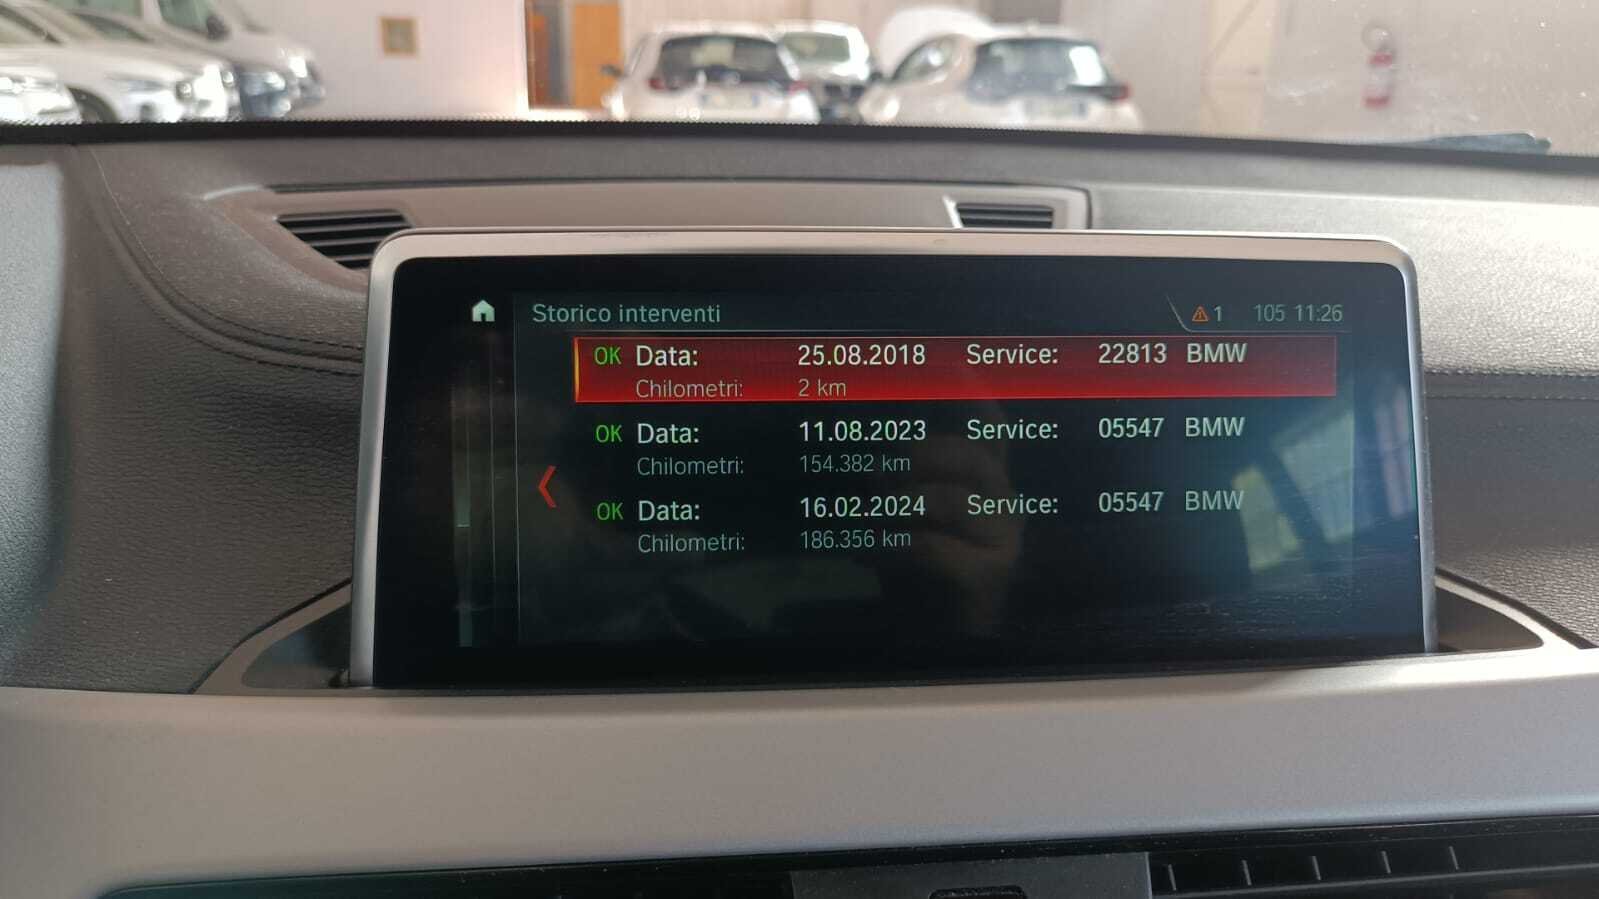 Storico interventi 1 105 11:26
OK Data: 25.08.2018 Service: 22813 BMW
Chilometri: 2 km
OK Data: 11.08.2023 Service: 05547 BMW
Chilometri: 154.382 km
OK Data: 16.02.2024 Service: 05547 BMW
Chilometri: 186.356 km